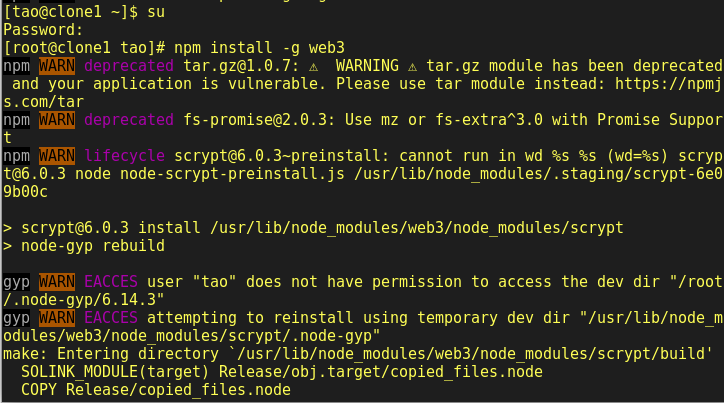 [tao@clone1 ~]$ su
Password:
[root@clone1 tao]# npm install -g web3
npm WARN deprecated tar.gz@1.0.7: ⚠  WARNING ⚠ tar.gz module has been deprecated
 and your application is vulnerable. Please use tar module instead: https://npmj
s.com/tar
npm WARN deprecated fs-promise@2.0.3: Use mz or fs-extra^3.0 with Promise Suppor
t
npm WARN lifecycle scrypt@6.0.3~preinstall: cannot run in wd %s %s (wd=%s) scryp
t@6.0.3 node node-scrypt-preinstall.js /usr/lib/node_modules/.staging/scrypt-6e0
9b00c

> scrypt@6.0.3 install /usr/lib/node_modules/web3/node_modules/scrypt
> node-gyp rebuild

gyp WARN EACCES user "tao" does not have permission to access the dev dir "/root
/.node-gyp/6.14.3"
gyp WARN EACCES attempting to reinstall using temporary dev dir "/usr/lib/node_m
odules/web3/node_modules/scrypt/.node-gyp"
make: Entering directory `/usr/lib/node_modules/web3/node_modules/scrypt/build'
  SOLINK_MODULE(target) Release/obj.target/copied_files.node
  COPY Release/copied_files.node